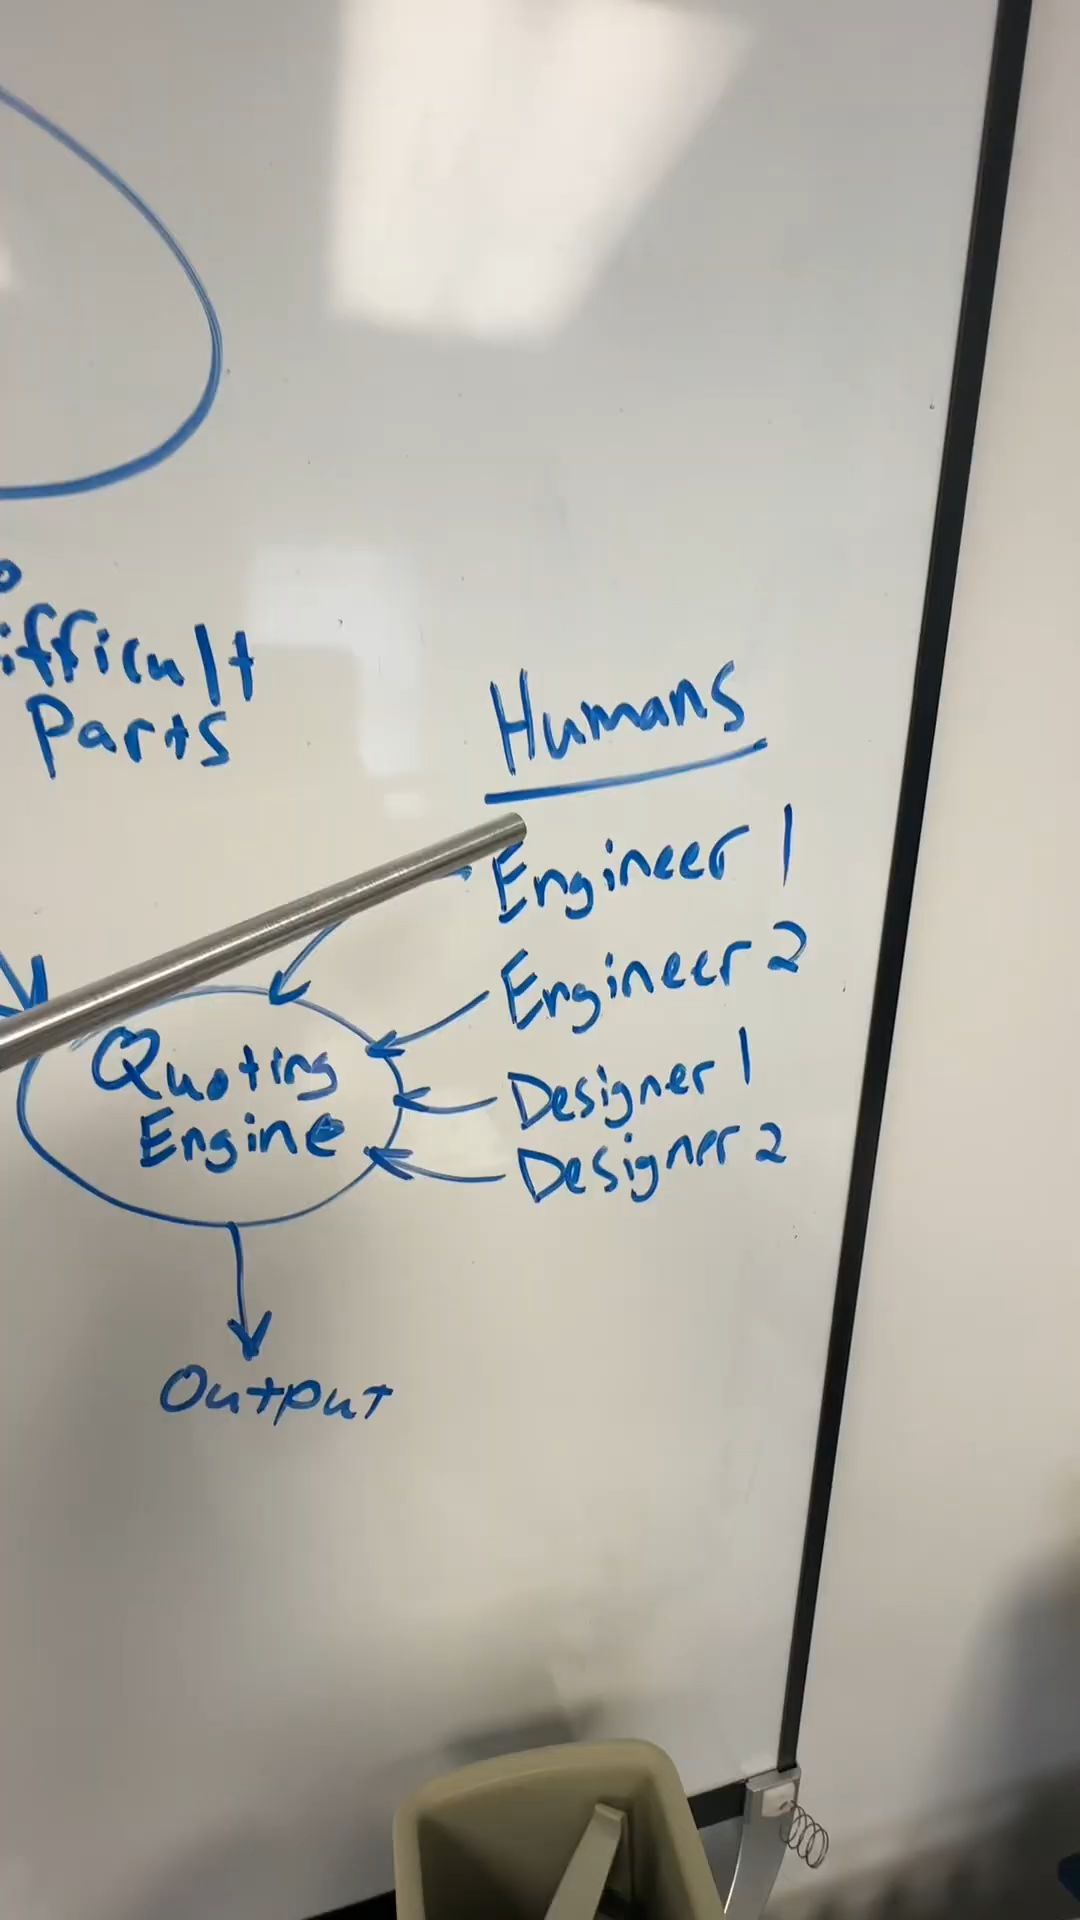 ifficult
Parts
Humans
Engineer 1
Engineer 2
Quoting
Engine
Designer 1
Designer 2
Output